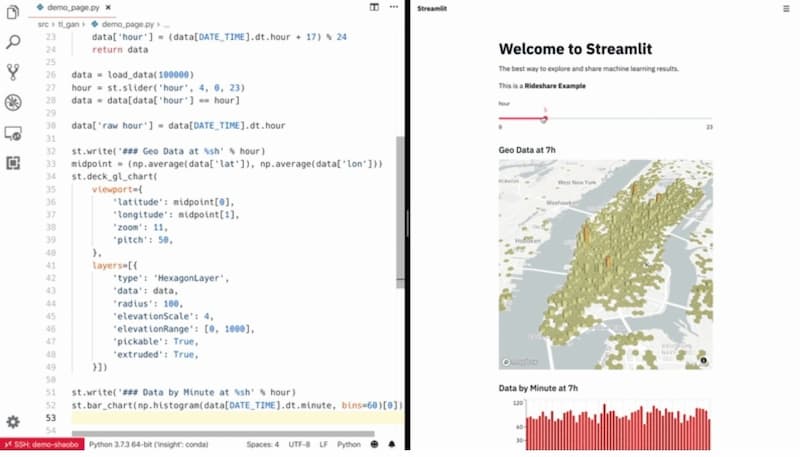 demo_page.py
src › tl_gan › demo_page.py › ...
23 data['hour'] = (data[DATE_TIME].dt.hour + 17) % 24
24 return data
25
26 data = load_data(100000)
27 hour = st.slider('hour', 4, 0, 23)
28 data = data[data['hour'] == hour]
29
30 data['raw hour'] = data[DATE_TIME].dt.hour
31
32 st.write('### Geo Data at %sh' % hour)
33 midpoint = (np.average(data['lat']), np.average(data['lon']))
34 st.deck_gl_chart(
35 viewport={
36 'latitude': midpoint[0],
37 'longitude': midpoint[1],
38 'zoom': 11,
39 'pitch': 50,
40 },
41 layers=[{
42 'type': 'HexagonLayer',
43 'data': data,
44 'radius': 100,
45 'elevationScale': 4,
46 'elevationRange': [0, 1000],
47 'pickable': True,
48 'extruded': True,
49 }])
50
51 st.write('### Data by Minute at %sh' % hour)
52 st.bar_chart(np.histogram(data[DATE_TIME].dt.minute, bins=60)[0])
53
54
SSH: demo-shaobo Python 3.7.3 64-bit ('insight': conda) Spaces: 4 UTF-8 LF Python
Streamlit
Welcome to Streamlit
The best way to explore and share machine learning results.
This is a Rideshare Example
hour
5
0 23
Geo Data at 7h
West New York
Weehawken
Hoboken
mapbox
Data by Minute at 7h
120
60
30